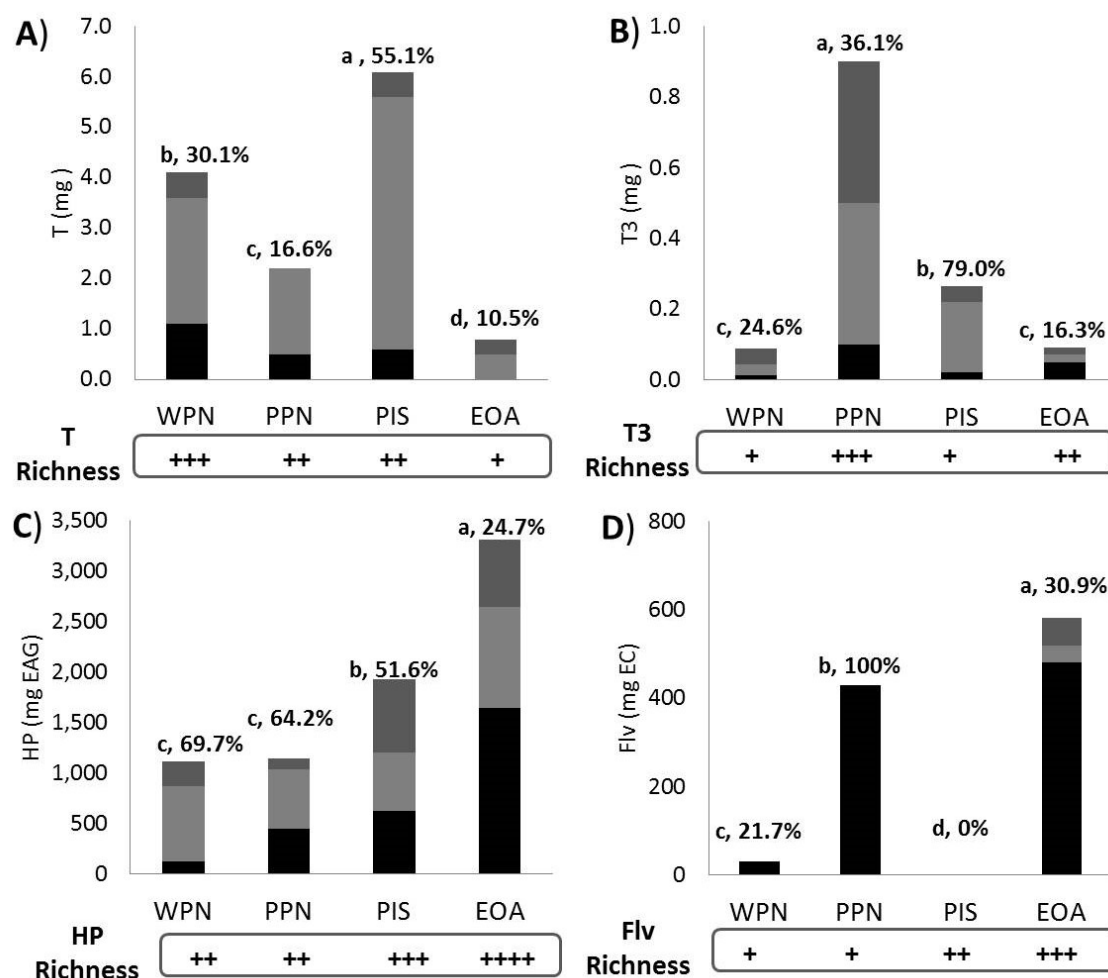 A)
T (mg )
7.0
6.0
5.0
4.0
3.0
2.0
1.0
0.0
b, 30.1%
c, 16.6%
a , 55.1%
d, 10.5%
WPN PPN PIS EOA
T
Richness
+++ ++ ++ +
B)
T3 (mg )
1.0
0.8
0.6
0.4
0.2
0.0
c, 24.6%
a, 36.1%
b, 79.0%
c, 16.3%
WPN PPN PIS EOA
T3
Richness
+ +++ + ++
C)
HP (mg EAG)
3,500
3,000
2,500
2,000
1,500
1,000
500
0
c, 69.7%
c, 64.2%
b, 51.6%
a, 24.7%
WPN PPN PIS EOA
HP
Richness
++ ++ +++ ++++
D)
Flv (mg EC)
800
600
400
200
0
c, 21.7%
b, 100%
d, 0%
a, 30.9%
WPN PPN PIS EOA
Flv
Richness
+ + ++ +++